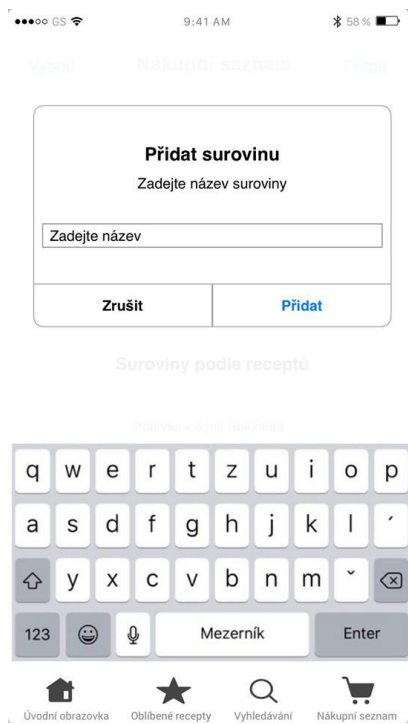 GS 9:41 AM 58 %
Nákupní seznam Přidat
Přidat surovinu
Zadejte název suroviny
Zadejte název
Zrušit Přidat
Suroviny podle receptů
q w e r t z u i o p
a s d f g h j k l ´
y x c v b n m ˇ
123 Mezerník Enter
Úvodní obrazovka Oblíbené recepty Vyhledávání Nákupní seznam